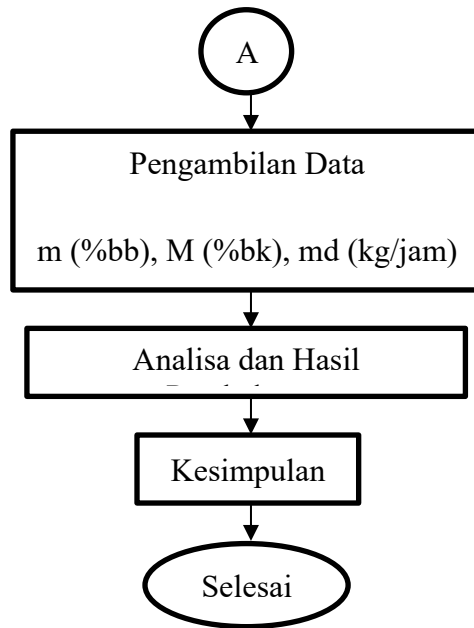 A
Pengambilan Data
m (%bb), M (%bk), md (kg/jam)
Analisa dan Hasil
Kesimpulan
Selesai